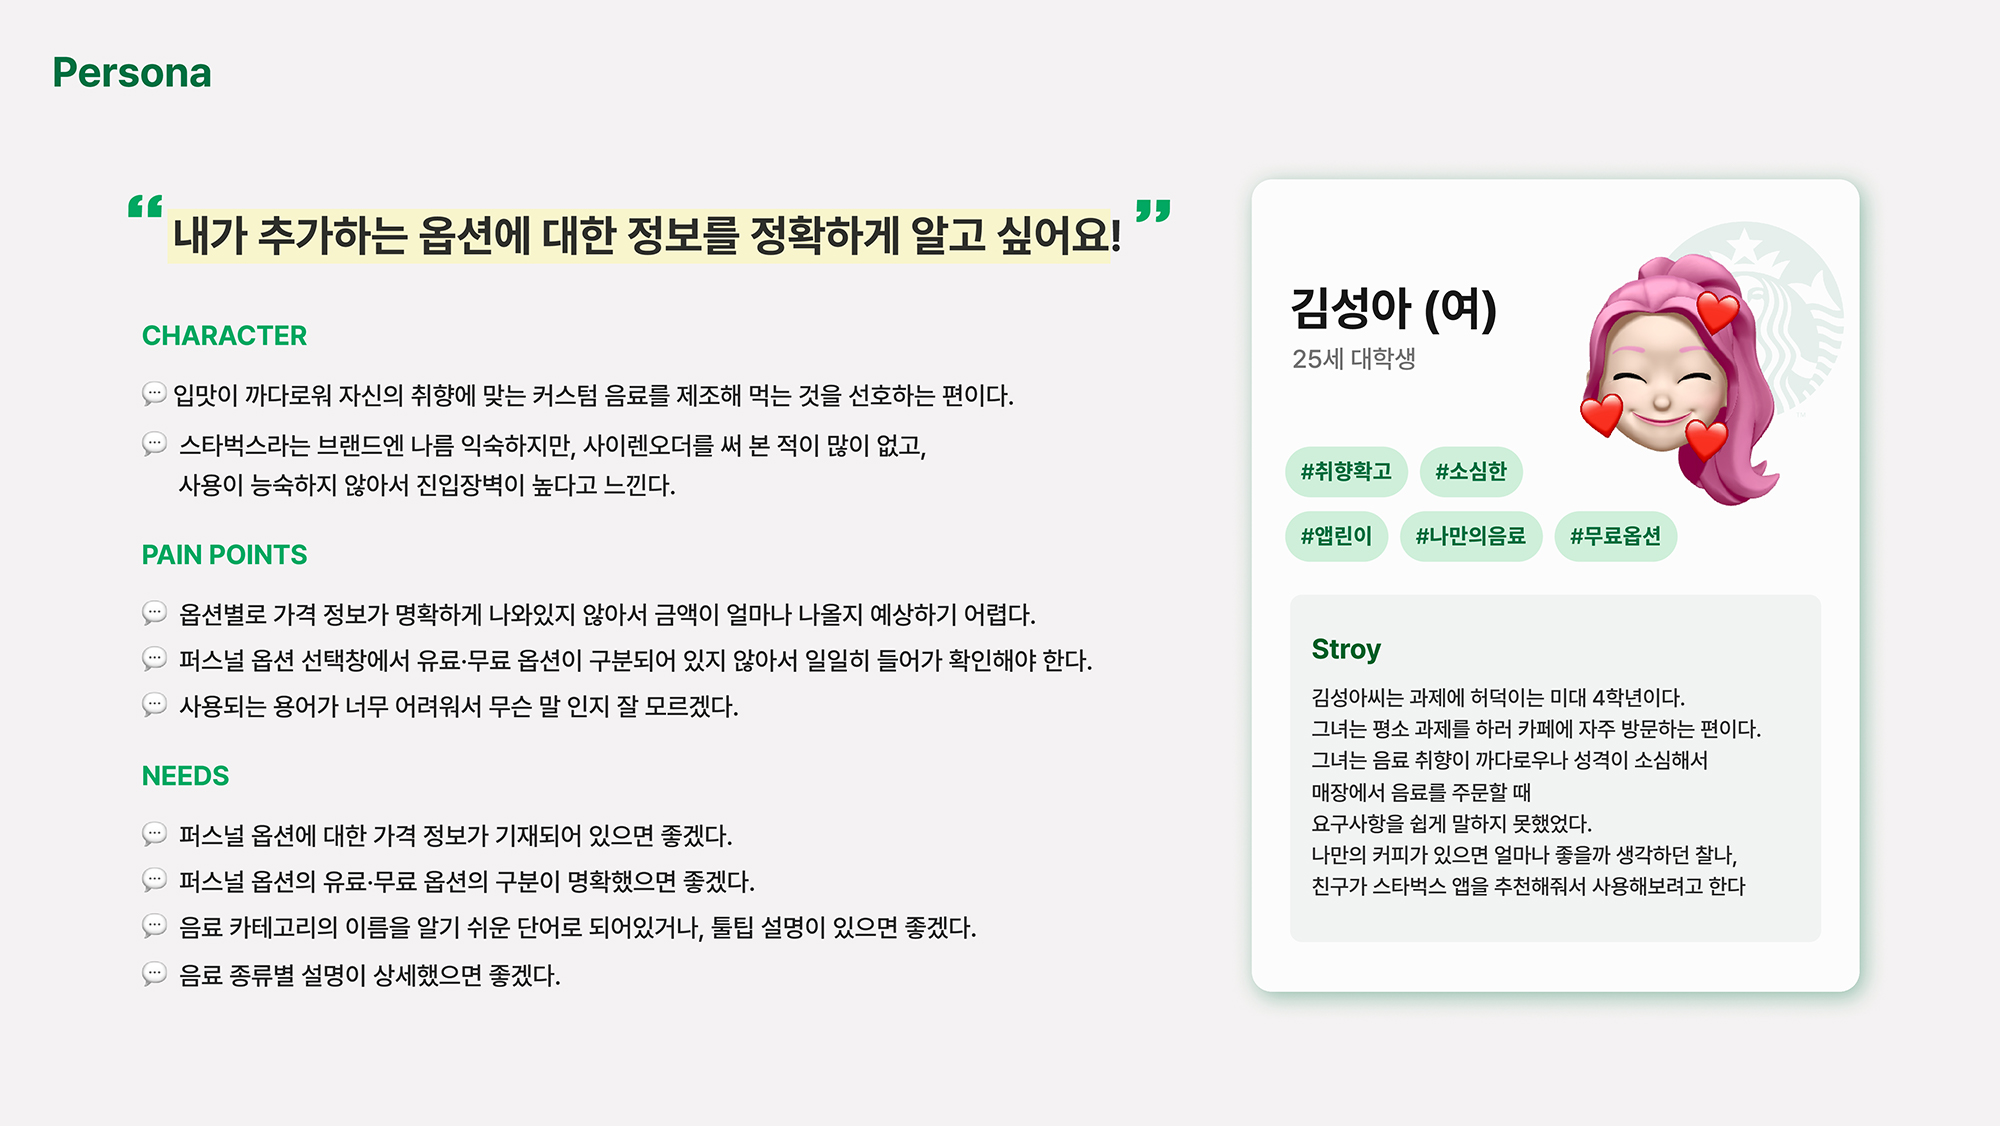 Persona
“ 내가 추가하는 옵션에 대한 정보를 정확하게 알고 싶어요! ”
CHARACTER
입맛이 까다로워 자신의 취향에 맞는 커스텀 음료를 제조해 먹는 것을 선호하는 편이다.
스타벅스라는 브랜드엔 나름 익숙하지만, 사이렌오더를 써 본 적이 많이 없고,
사용이 능숙하지 않아서 진입장벽이 높다고 느낀다.
PAIN POINTS
옵션별로 가격 정보가 명확하게 나와있지 않아서 금액이 얼마나 나올지 예상하기 어렵다.
퍼스널 옵션 선택창에서 유료·무료 옵션이 구분되어 있지 않아서 일일히 들어가 확인해야 한다.
사용되는 용어가 너무 어려워서 무슨 말 인지 잘 모르겠다.
NEEDS
퍼스널 옵션에 대한 가격 정보가 기재되어 있으면 좋겠다.
퍼스널 옵션의 유료·무료 옵션의 구분이 명확했으면 좋겠다.
음료 카테고리의 이름을 알기 쉬운 단어로 되어있거나, 툴팁 설명이 있으면 좋겠다.
음료 종류별 설명이 상세했으면 좋겠다.
김성아 (여)
25세 대학생
#취향확고 #소심한
#앱린이 #나만의음료 #무료옵션
Stroy
김성아씨는 과제에 허덕이는 미대 4학년이다.
그녀는 평소 과제를 하러 카페에 자주 방문하는 편이다.
그녀는 음료 취향이 까다로우나 성격이 소심해서
매장에서 음료를 주문할 때
요구사항을 쉽게 말하지 못했었다.
나만의 커피가 있으면 얼마나 좋을까 생각하던 찰나,
친구가 스타벅스 앱을 추천해줘서 사용해보려고 한다